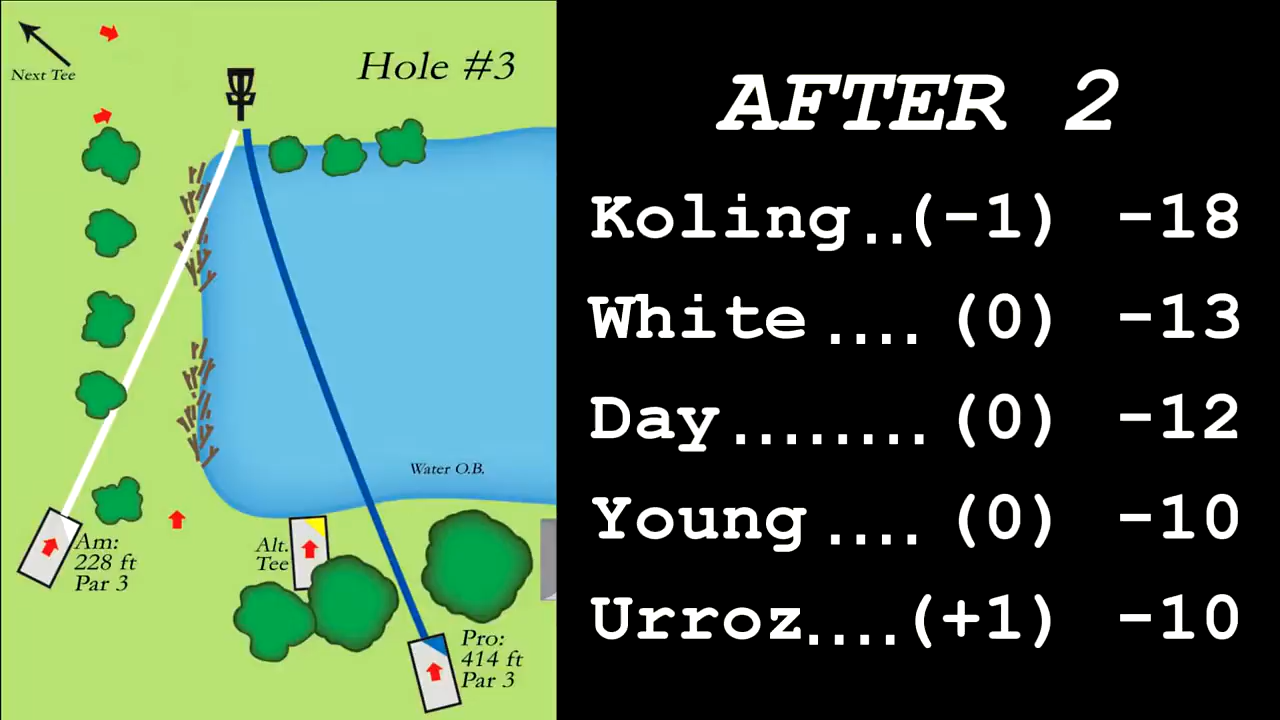 Next Tee
Hole #3
Water O.B.
Am:
228 ft
Par 3
Alt.
Tee
Pro:
414 ft
Par 3
AFTER 2
Koling..(-1) -18
White.... (0) -13
Day........ (0) -12
Young.... (0) -10
Urroz....(+1) -10